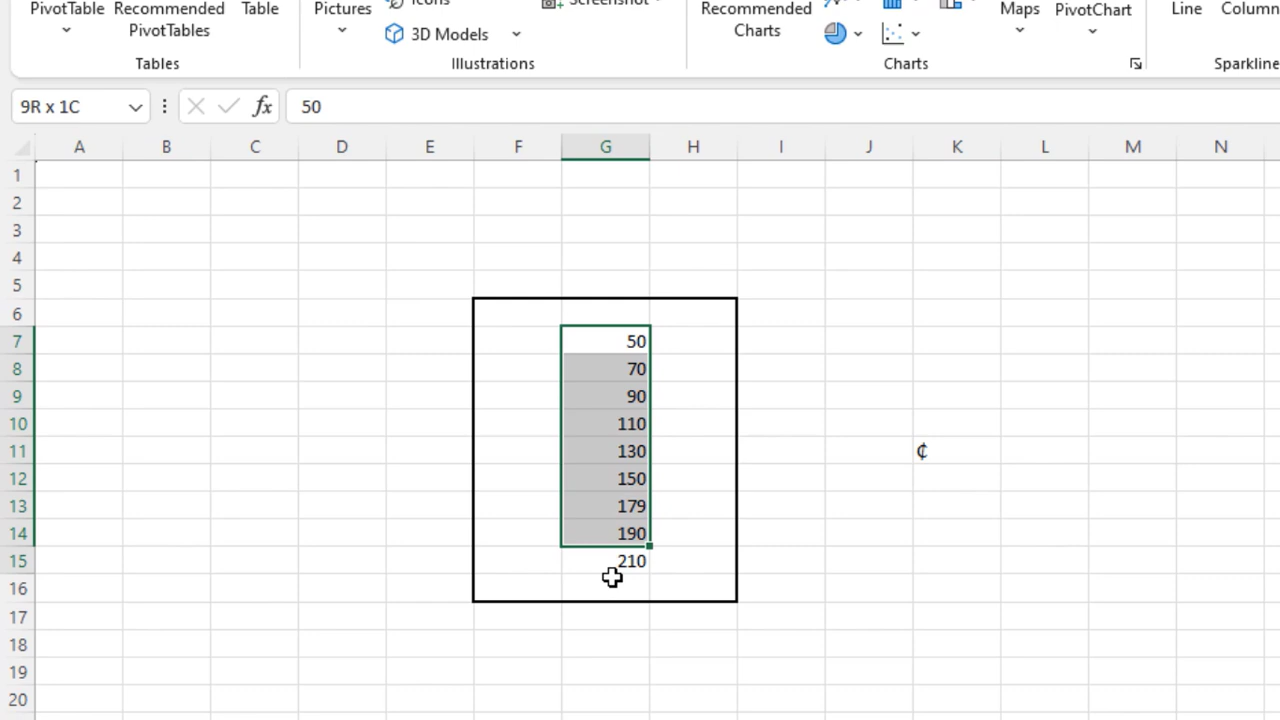 PivotTable Recommended PivotTables Table
Pictures Icons Screenshot
3D Models
Recommended Charts Maps PivotChart
Line Column
Tables Illustrations Charts Sparkline
9R x 1C fx 50
A B C D E F G H I J K L M N
1
2
3
4
5
6
7 50
8 70
9 90
10 110
11 130 ¢
12 150
13 179
14 190
15 210
16
17
18
19
20